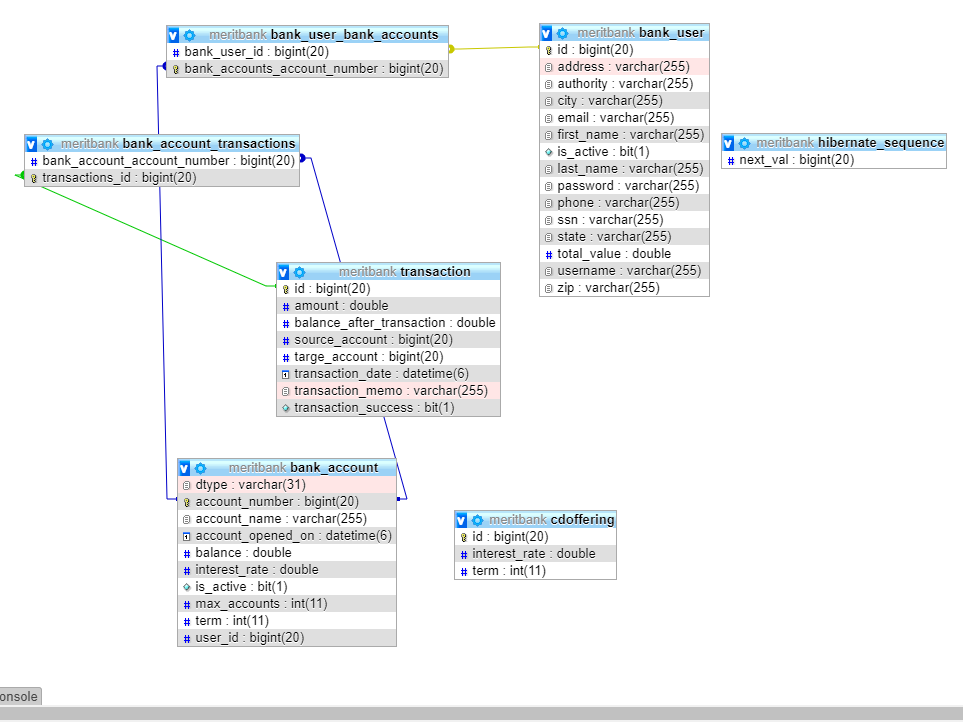 meritbank bank_user_bank_accounts
bank_user_id : bigint(20)
bank_accounts_account_number : bigint(20)
meritbank bank_user
id : bigint(20)
address : varchar(255)
authority : varchar(255)
city : varchar(255)
email : varchar(255)
first_name : varchar(255)
is_active : bit(1)
last_name : varchar(255)
password : varchar(255)
phone : varchar(255)
ssn : varchar(255)
state : varchar(255)
total_value : double
username : varchar(255)
zip : varchar(255)
meritbank hibernate_sequence
next_val : bigint(20)
meritbank bank_account_transactions
bank_account_account_number : bigint(20)
transactions_id : bigint(20)
meritbank transaction
id : bigint(20)
amount : double
balance_after_transaction : double
source_account : bigint(20)
targe_account : bigint(20)
transaction_date : datetime(6)
transaction_memo : varchar(255)
transaction_success : bit(1)
meritbank bank_account
dtype : varchar(31)
account_number : bigint(20)
account_name : varchar(255)
account_opened_on : datetime(6)
balance : double
interest_rate : double
is_active : bit(1)
max_accounts : int(11)
term : int(11)
user_id : bigint(20)
meritbank cdoffering
id : bigint(20)
interest_rate : double
term : int(11)
onsole